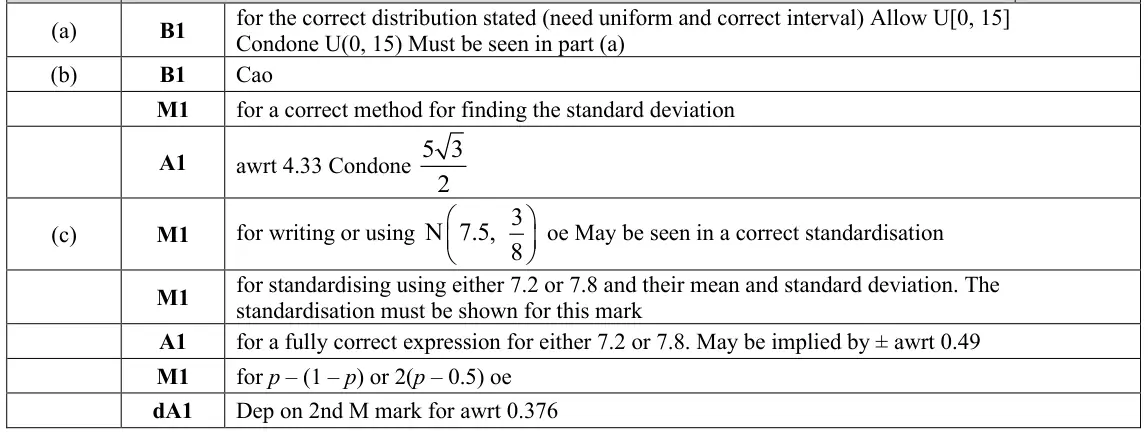 (a) B1 for the correct distribution stated (need uniform and correct interval) Allow U[0, 15]
Condone U(0, 15) Must be seen in part (a)
(b) B1 Cao
M1 for a correct method for finding the standard deviation
A1 awrt 4.33 Condone 5√3/2
(c) M1 for writing or using N(7.5, 3/8) oe May be seen in a correct standardisation
M1 for standardising using either 7.2 or 7.8 and their mean and standard deviation. The
standardisation must be shown for this mark
A1 for a fully correct expression for either 7.2 or 7.8. May be implied by ± awrt 0.49
M1 for p – (1 – p) or 2(p – 0.5) oe
dA1 Dep on 2nd M mark for awrt 0.376